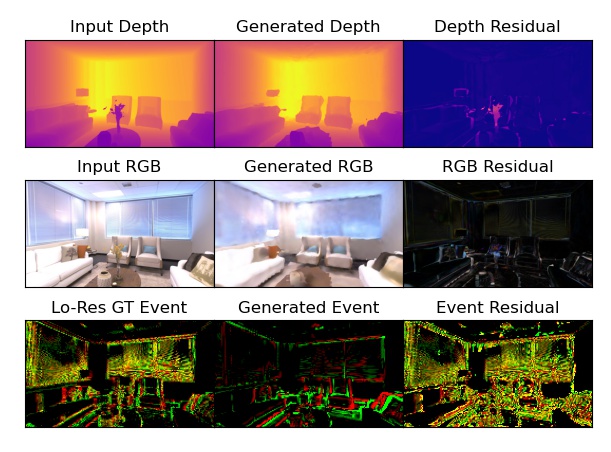 Input Depth
Generated Depth
Depth Residual
Input RGB
Generated RGB
RGB Residual
Lo-Res GT Event
Generated Event
Event Residual